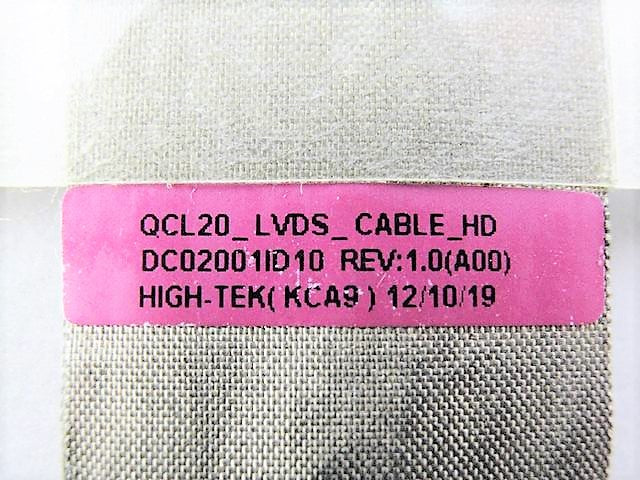 QCL20_LVDS_CABLE_HD
DC02001ID10 REV:1.0(A00)
HIGH-TEK(KCA9) 12/10/19